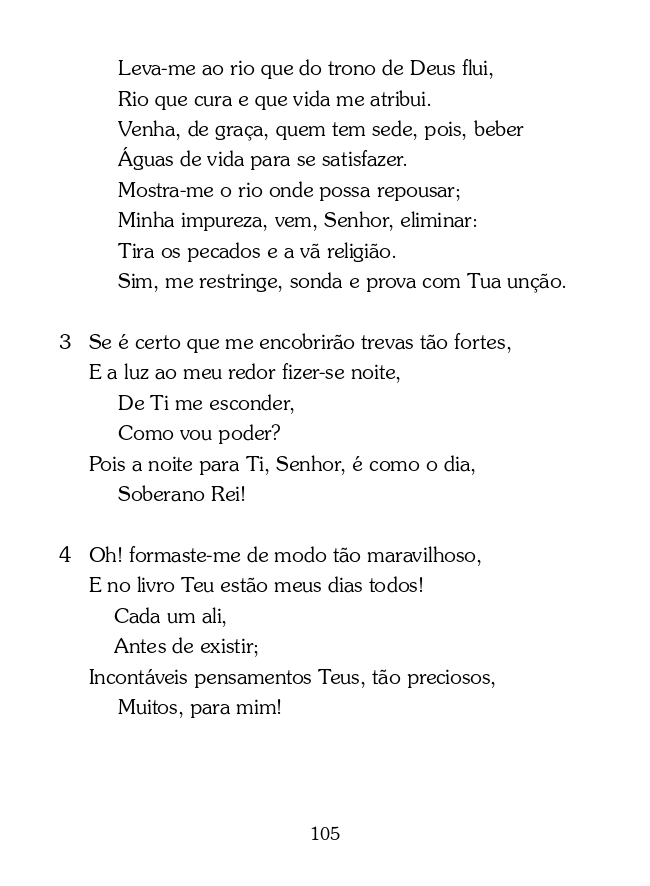 Leva-me ao rio que do trono de Deus flui,
Rio que cura e que vida me atribui.
Venha, de graça, quem tem sede, pois, beber
Águas de vida para se satisfazer.
Mostra-me o rio onde possa repousar;
Minha impureza, vem, Senhor, eliminar:
Tira os pecados e a vã religião.
Sim, me restringe, sonda e prova com Tua unção.
3 Se é certo que me encobrirão trevas tão fortes,
E a luz ao meu redor fizer-se noite,
De Ti me esconder,
Como vou poder?
Pois a noite para Ti, Senhor, é como o dia,
Soberano Rei!
4 Oh! formaste-me de modo tão maravilhoso,
E no livro Teu estão meus dias todos!
Cada um ali,
Antes de existir;
Incontáveis pensamentos Teus, tão preciosos,
Muitos, para mim!
105